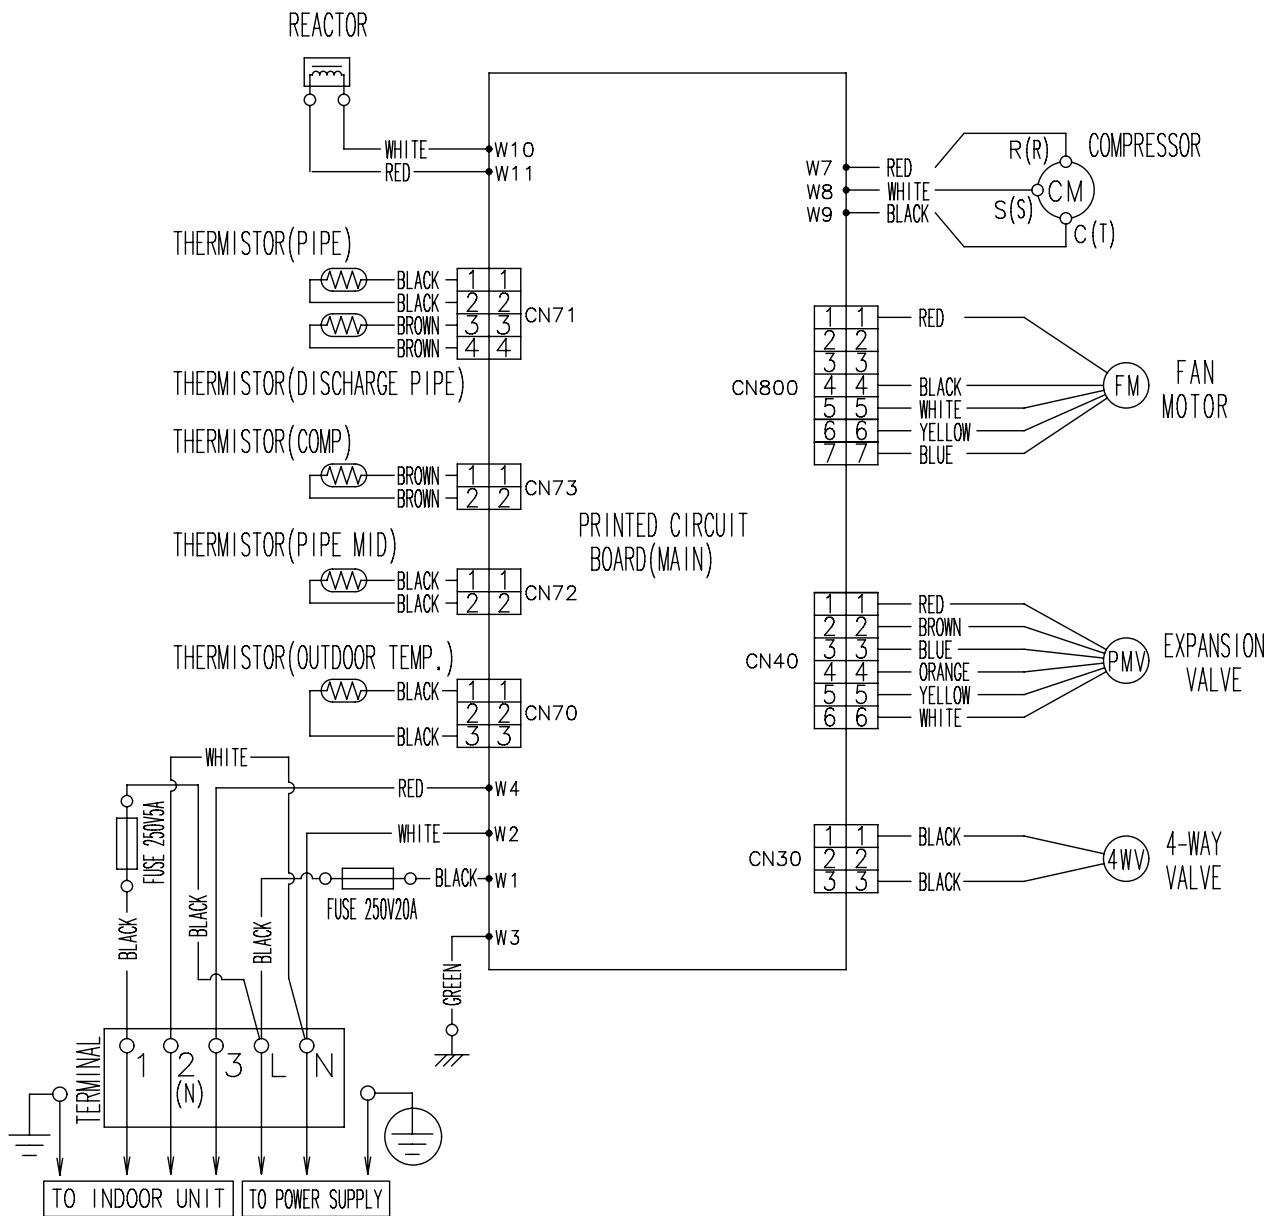 REACTOR
WHITE W10
RED W11
R(R) COMPRESSOR
W7 RED
W8 WHITE
W9 BLACK
S(S) CM
C(T)
THERMISTOR(PIPE)
BLACK 1 1
BLACK 2 2
BROWN 3 3
BROWN 4 4
CN71
THERMISTOR(DISCHARGE PIPE)
THERMISTOR(COMP)
BROWN 1 1
BROWN 2 2
CN73
THERMISTOR(PIPE MID)
BLACK 1 1
BLACK 2 2
CN72
THERMISTOR(OUTDOOR TEMP.)
BLACK 1 1
2 2
BLACK 3 3
CN70
PRINTED CIRCUIT
BOARD(MAIN)
CN800
1 1 RED
2 2
3 3
4 4 BLACK
5 5 WHITE
6 6 YELLOW
7 7 BLUE
FM
FAN
MOTOR
CN40
1 1 RED
2 2 BROWN
3 3 BLUE
4 4 ORANGE
5 5 YELLOW
6 6 WHITE
PMV
EXPANSION
VALVE
CN30
1 1 BLACK
2 2
3 3 BLACK
4WV
4-WAY
VALVE
WHITE
RED W4
WHITE W2
BLACK W1
FUSE 250V20A
W3
GREEN
FUSE 250V5A
BLACK
BLACK
BLACK
TERMINAL
1 2 3 L N
(N)
TO INDOOR UNIT
TO POWER SUPPLY